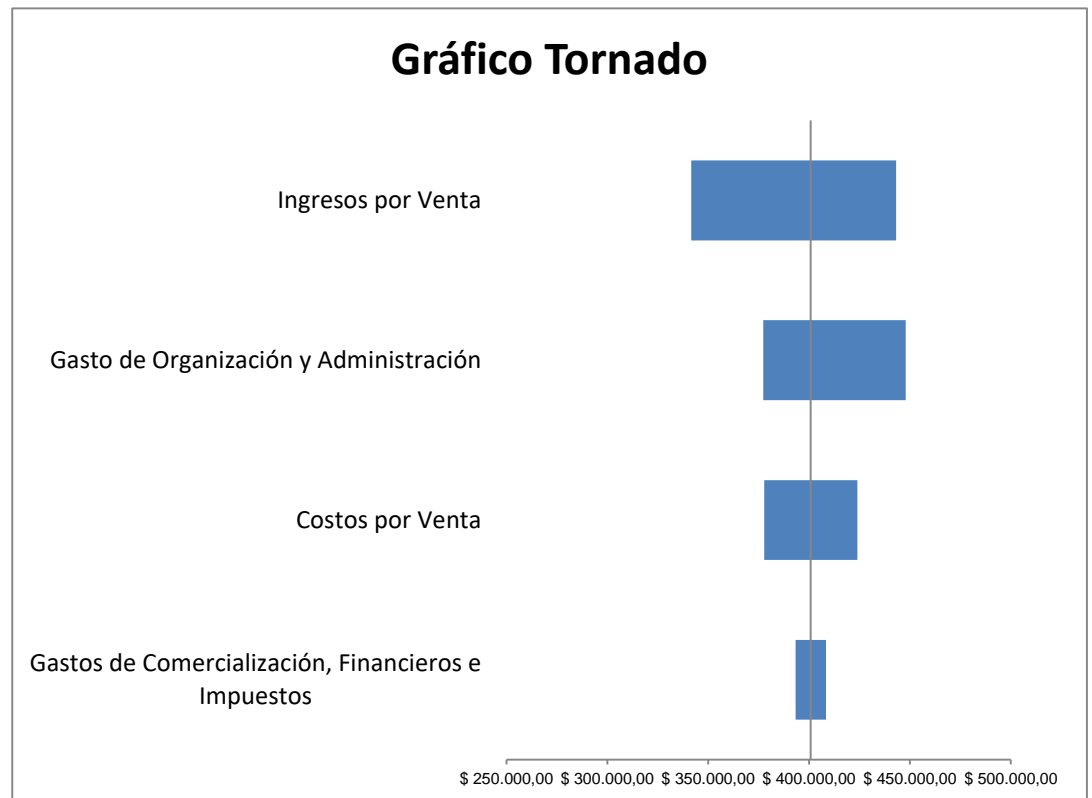 Gráfico Tornado
Ingresos por Venta
Gasto de Organización y Administración
Costos por Venta
Gastos de Comercialización, Financieros e
Impuestos
$ 250.000,00 $ 300.000,00 $ 350.000,00 $ 400.000,00 $ 450.000,00 $ 500.000,00